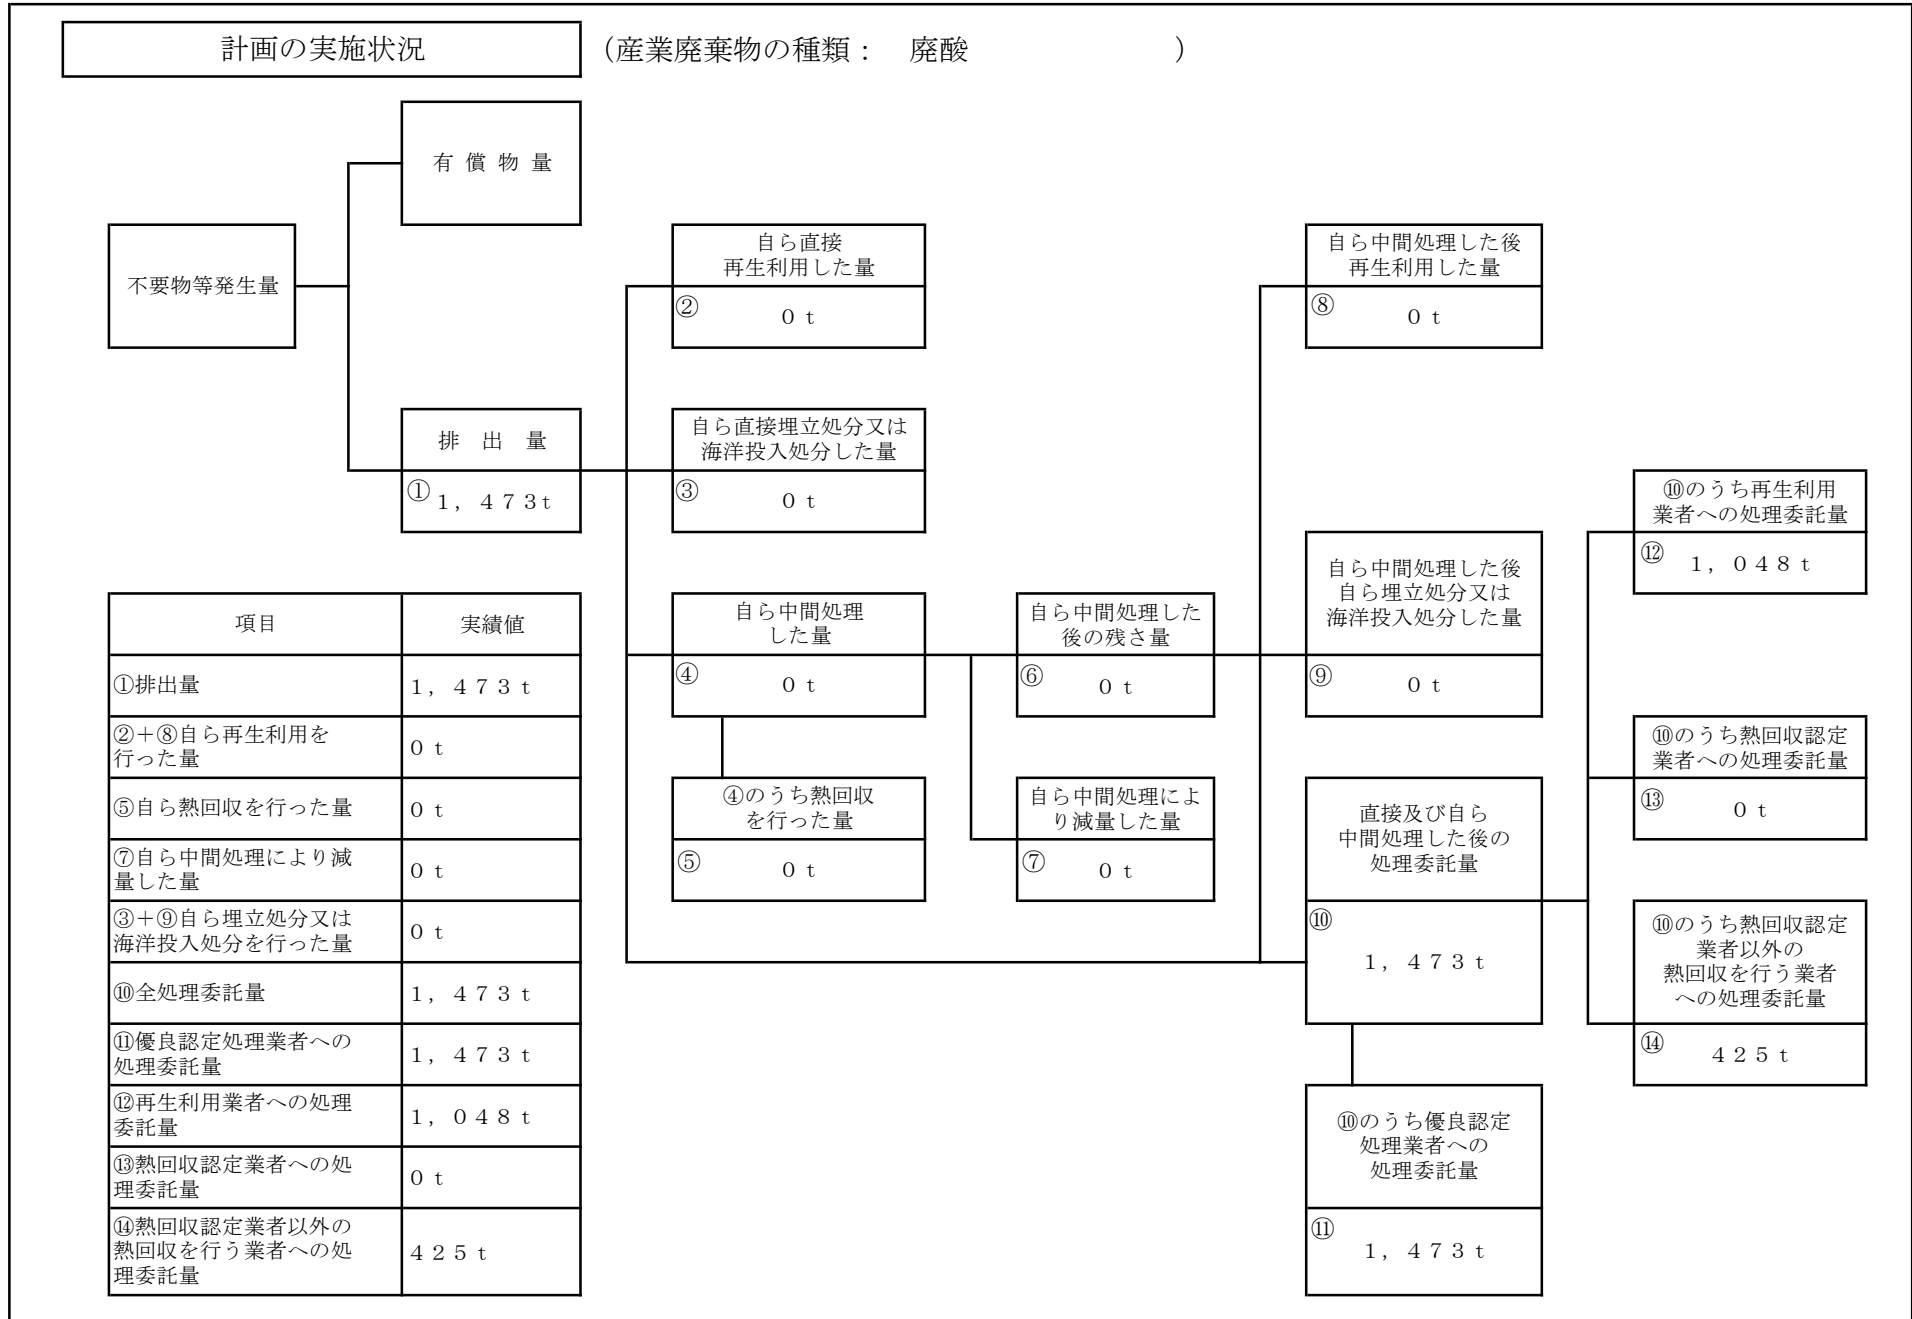 計画の実施状況
（産業廃棄物の種類： 廃酸 ）
有 償 物 量
不要物等発生量
自ら直接
再生利用した量
② 0 t
自ら中間処理した後
再生利用した量
⑧ 0 t
排 出 量
① 1, 473t
自ら直接埋立処分又は
海洋投入処分した量
③ 0 t
⑩のうち再生利用
業者への処理委託量
⑫ 1, 048t
自ら中間処理
した量
④ 0 t
自ら中間処理した
後の残さ量
⑥ 0 t
自ら中間処理した後
自ら埋立処分又は
海洋投入処分した量
⑨ 0 t
④のうち熱回収
を行った量
⑤ 0 t
自ら中間処理によ
り減量した量
⑦ 0 t
直接及び自ら
中間処理した後の
処理委託量
⑩
1, 473t
⑩のうち熱回収認定
業者への処理委託量
⑬ 0 t
⑩のうち熱回収認定
業者以外の
熱回収を行う業者
への処理委託量
⑭ 425t
⑩のうち優良認定
処理業者への
処理委託量
⑪
1, 473t
項目 実績値
①排出量 1, 473t
②＋⑧自ら再生利用を
行った量 0 t
⑤自ら熱回収を行った量 0 t
⑦自ら中間処理により減
量した量 0 t
③＋⑨自ら埋立処分又は
海洋投入処分を行った量 0 t
⑩全処理委託量 1, 473t
⑪優良認定処理業者への
処理委託量 1, 473t
⑫再生利用業者への処理
委託量 1, 048t
⑬熱回収認定業者への処
理委託量 0 t
⑭熱回収認定業者以外の
熱回収を行う業者への処
理委託量 425t